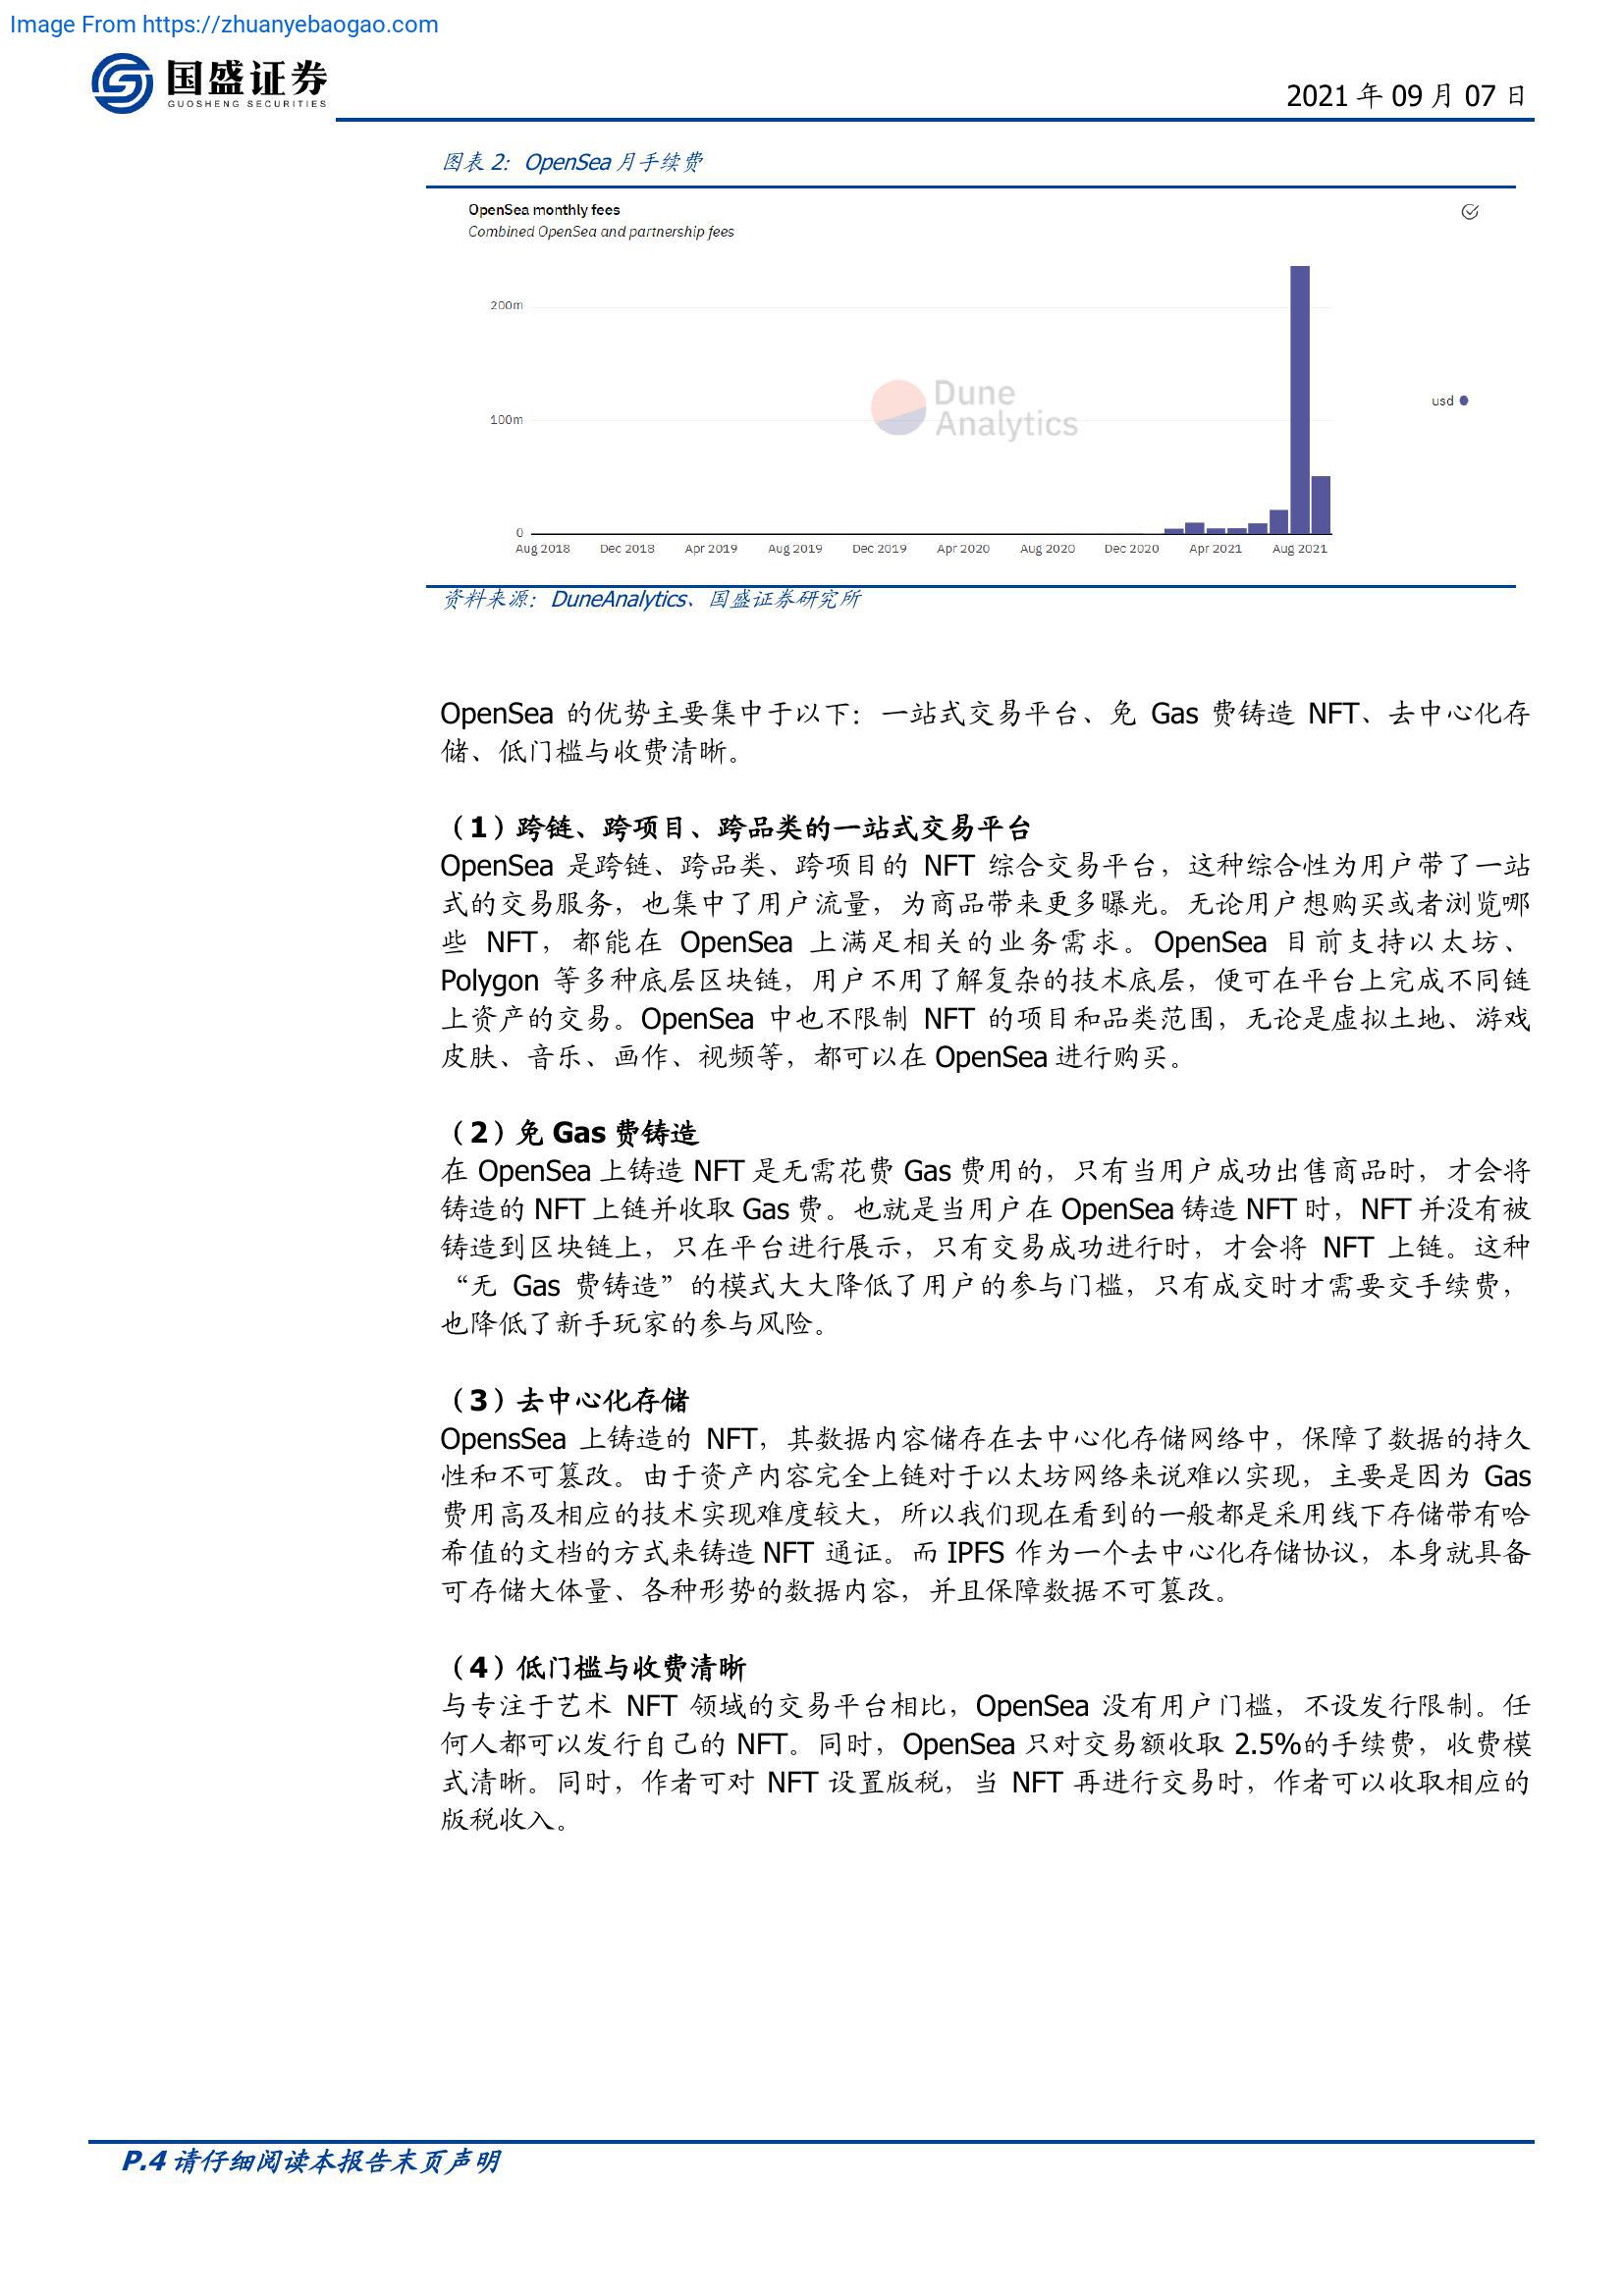 Image From https://zhuanyebaogao.com
国盛证券
GUOSHENG SECURITIES
2021 年 09 月 07 日
图表 2：OpenSea 月手续费
OpenSea monthly fees
Combined OpenSea and partnership fees
200m
100m
0
Dune
Analytics
usd
Aug 2018 Dec 2018 Apr 2019 Aug 2019 Dec 2019 Apr 2020 Aug 2020 Dec 2020 Apr 2021 Aug 2021
资料来源：DuneAnalytics、国盛证券研究所
OpenSea 的优势主要集中于以下：一站式交易平台、免 Gas 费铸造 NFT、去中心化存
储、低门槛与收费清晰。
（1）跨链、跨项目、跨品类的一站式交易平台
OpenSea 是跨链、跨品类、跨项目的 NFT 综合交易平台，这种综合性为用户带了一站
式的交易服务，也集中了用户流量，为商品带来更多曝光。无论用户想购买或者浏览哪
些 NFT，都能在 OpenSea 上满足相关的业务需求。OpenSea 目前支持以太坊、
Polygon 等多种底层区块链，用户不用了解复杂的技术底层，便可在平台上完成不同链
上资产的交易。OpenSea 中也不限制 NFT 的项目和品类范围，无论是虚拟土地、游戏
皮肤、音乐、画作、视频等，都可以在 OpenSea 进行购买。
（2）免 Gas 费铸造
在 OpenSea 上铸造 NFT 是无需花费 Gas 费用的，只有当用户成功出售商品时，才会将
铸造的 NFT 上链并收取 Gas 费。也就是当用户在 OpenSea 铸造 NFT 时，NFT 并没有被
铸造到区块链上，只在平台进行展示，只有交易成功进行时，才会将 NFT 上链。这种
“无 Gas 费铸造”的模式大大降低了用户的参与门槛，只有成交时才需要交手续费，
也降低了新手玩家的参与风险。
（3）去中心化存储
OpensSea 上铸造的 NFT，其数据内容储存在去中心化存储网络中，保障了数据的持久
性和不可篡改。由于资产内容完全上链对于以太坊网络来说难以实现，主要是因为 Gas
费用高及相应的技术实现难度较大，所以我们现在看到的一般都是采用线下存储带有哈
希值的文档的方式来铸造 NFT 通证。而 IPFS 作为一个去中心化存储协议，本身就具备
可存储大体量、各种形势的数据内容，并且保障数据不可篡改。
（4）低门槛与收费清晰
与专注于艺术 NFT 领域的交易平台相比，OpenSea 没有用户门槛，不设发行限制。任
何人都可以发行自己的 NFT。同时，OpenSea 只对交易额收取 2.5%的手续费，收费模
式清晰。同时，作者可对 NFT 设置版税，当 NFT 再进行交易时，作者可以收取相应的
版税收入。
P.4 请仔细阅读本报告末页声明